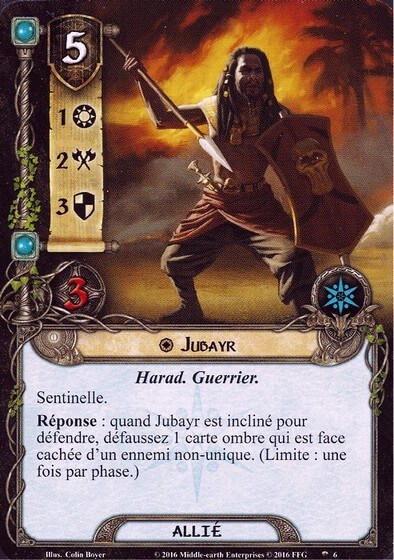 5
1
2
3
3
Jubayr
Harad. Guerrier.
Sentinelle.
Réponse : quand Jubayr est incliné pour
défendre, défaussez 1 carte ombre qui est face
cachée d'un ennemi non-unique. (Limite : une
fois par phase.)
ALLIÉ
Illus. Colin Boyer © 2016 Middle-earth Enterprises © 2016 FFG 6